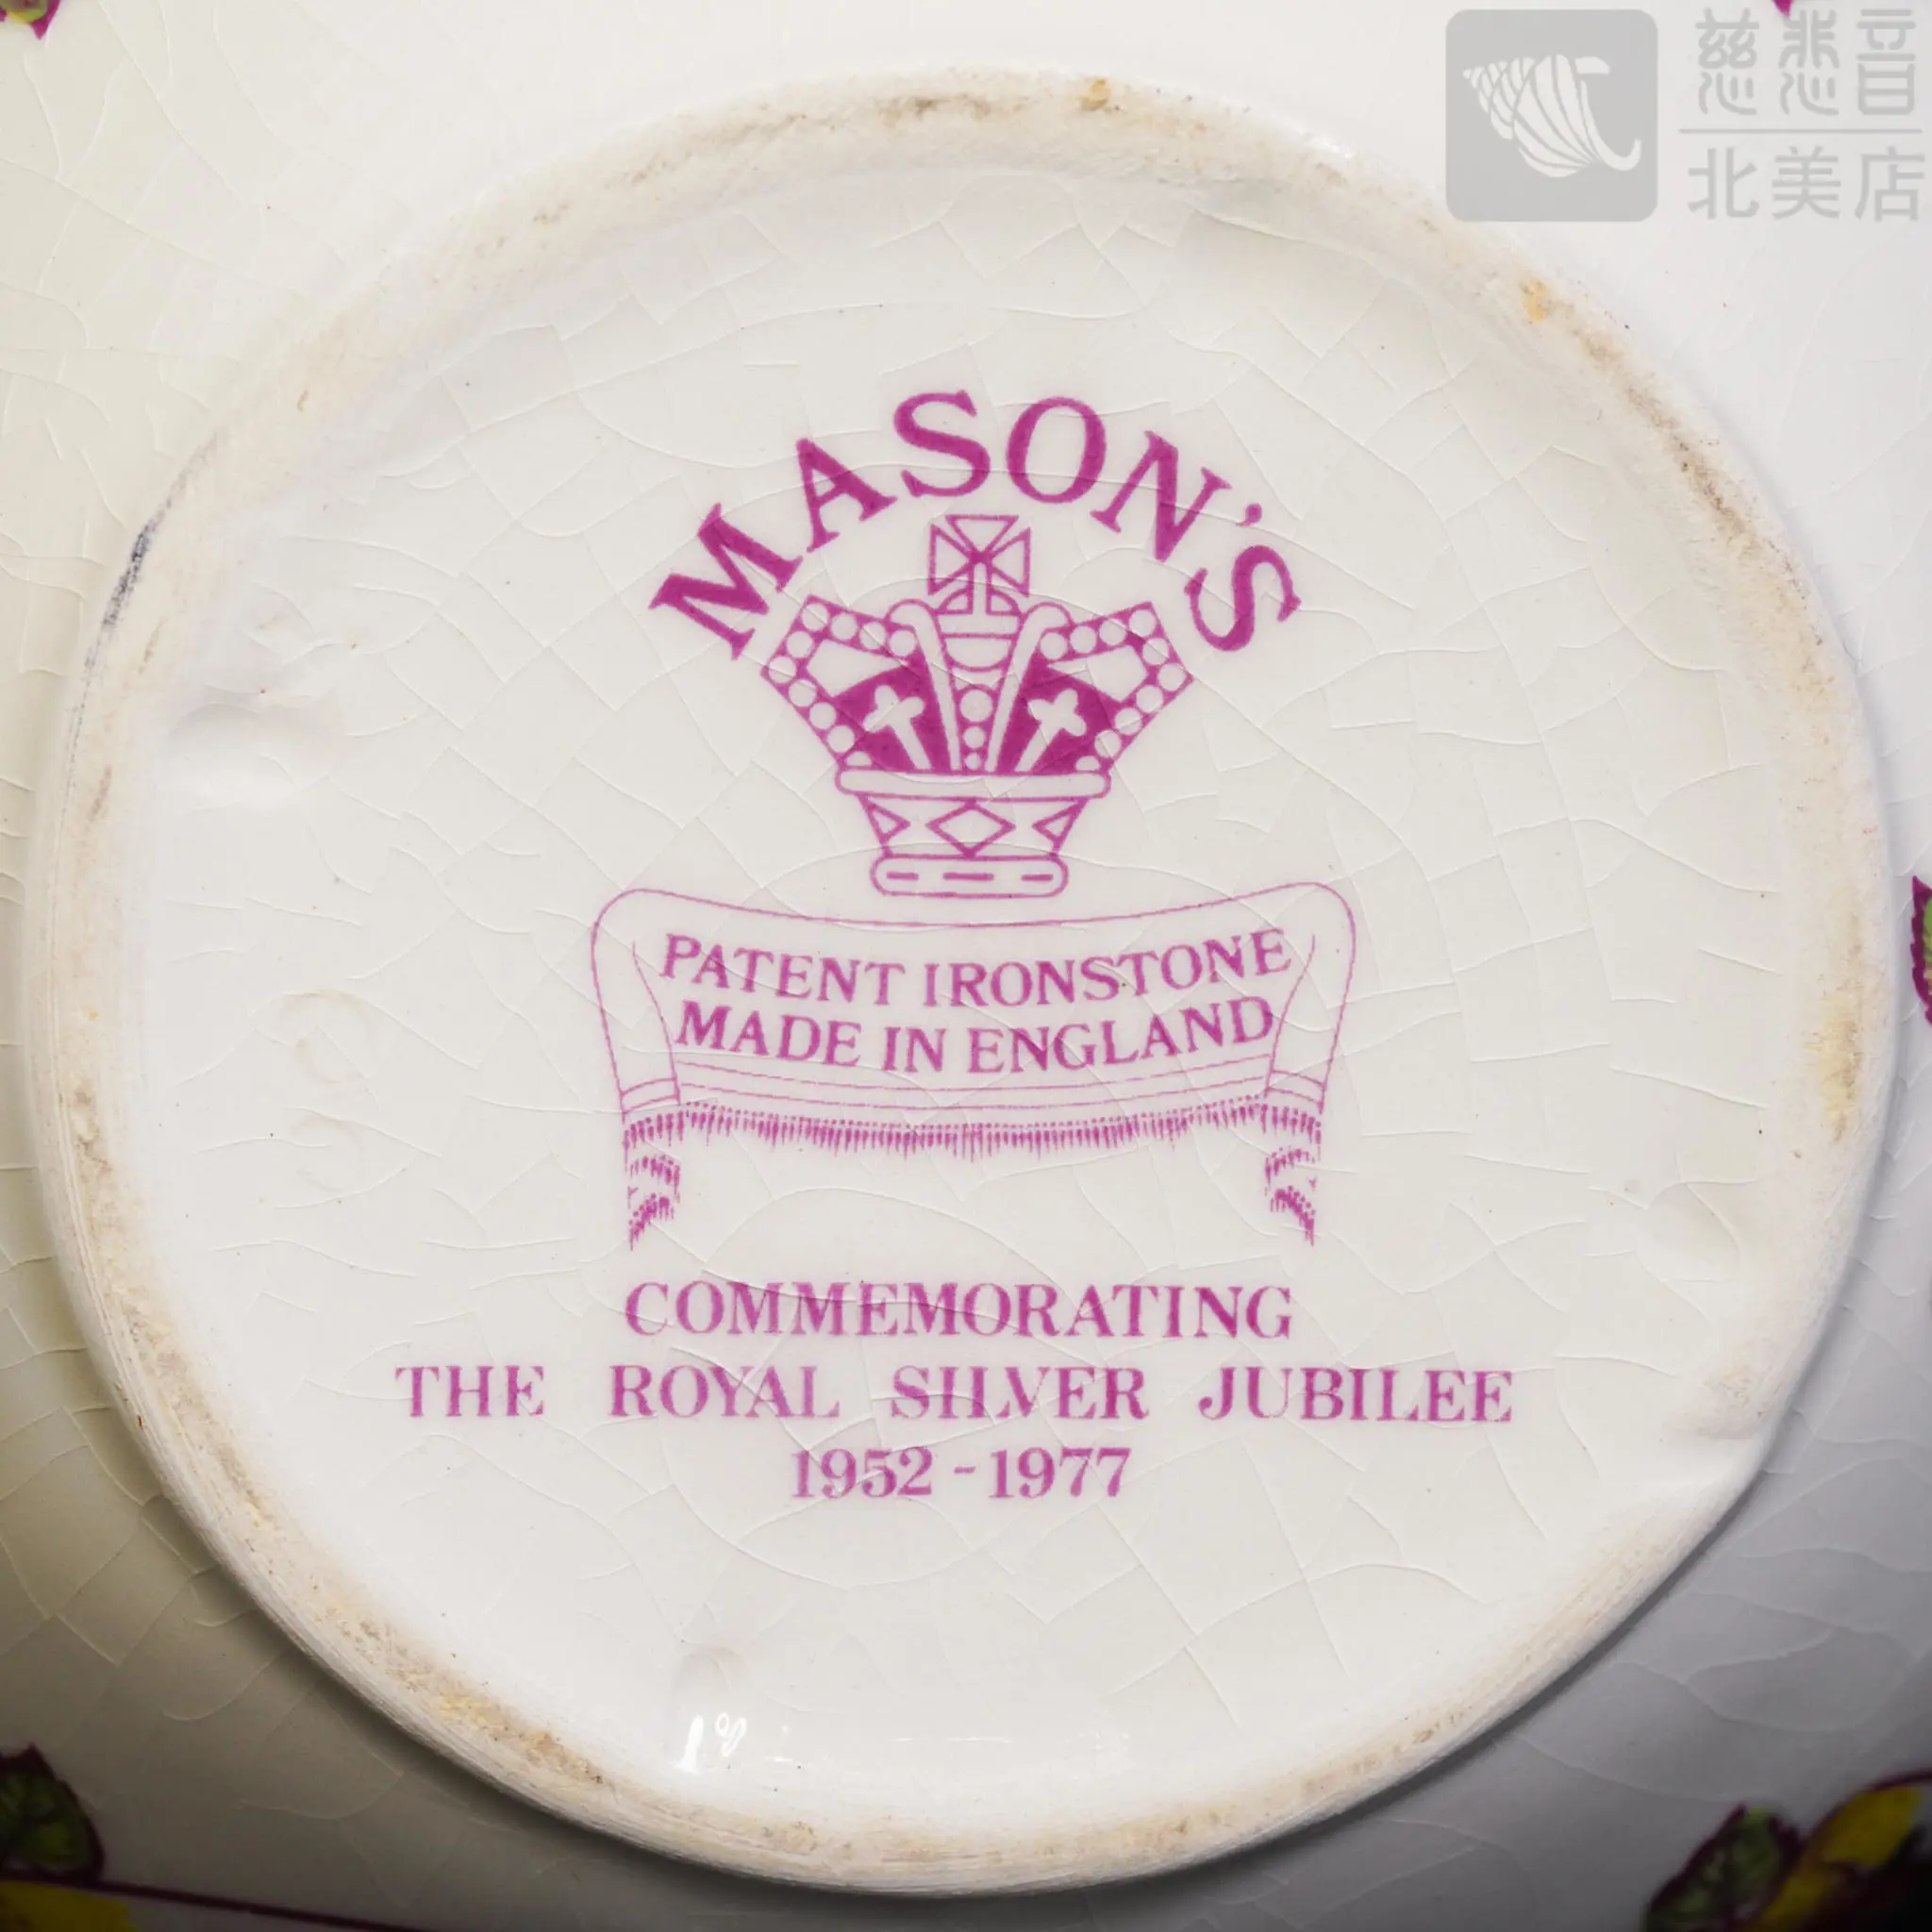 慈悲音
北美店
MASON'S
PATENT IRONSTONE
MADE IN ENGLAND
COMMEMORATING
THE ROYAL SILVER JUBILEE
1952-1977